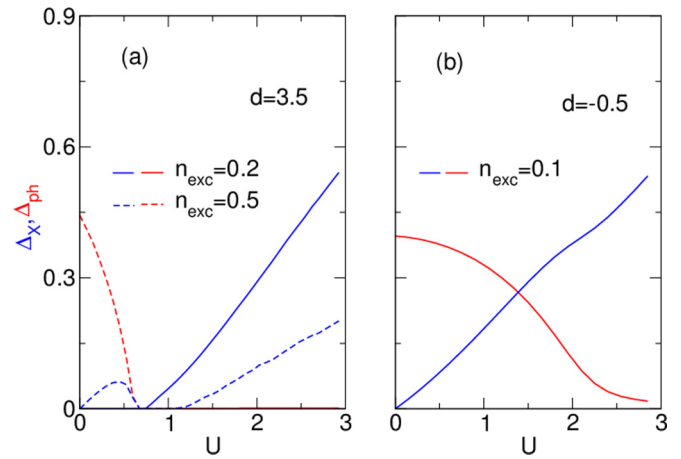 0.9
(a)
(b)
d=3.5
d=-0.5
0.6
n_exc=0.2
n_exc=0.1
n_exc=0.5
Δ_X, Δ_ph
0.3
0
0 1 2 3
0 1 2 3
U
U